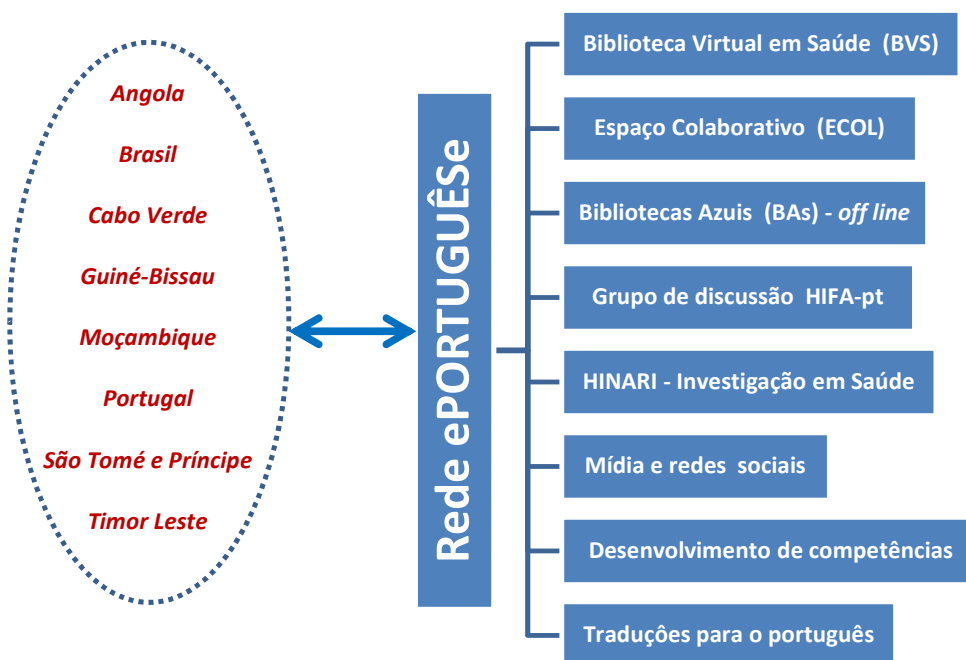 Angola
Brasil
Cabo Verde
Guiné-Bissau
Moçambique
Portugal
São Tomé e Príncipe
Timor Leste
Rede ePORTUGUÊSe
Biblioteca Virtual em Saúde (BVS)
Espaço Colaborativo (ECOL)
Bibliotecas Azuis (BAs) - off line
Grupo de discussão HIFA-pt
HINARI - Investigação em Saúde
Mídia e redes sociais
Desenvolvimento de competências
Traduções para o português